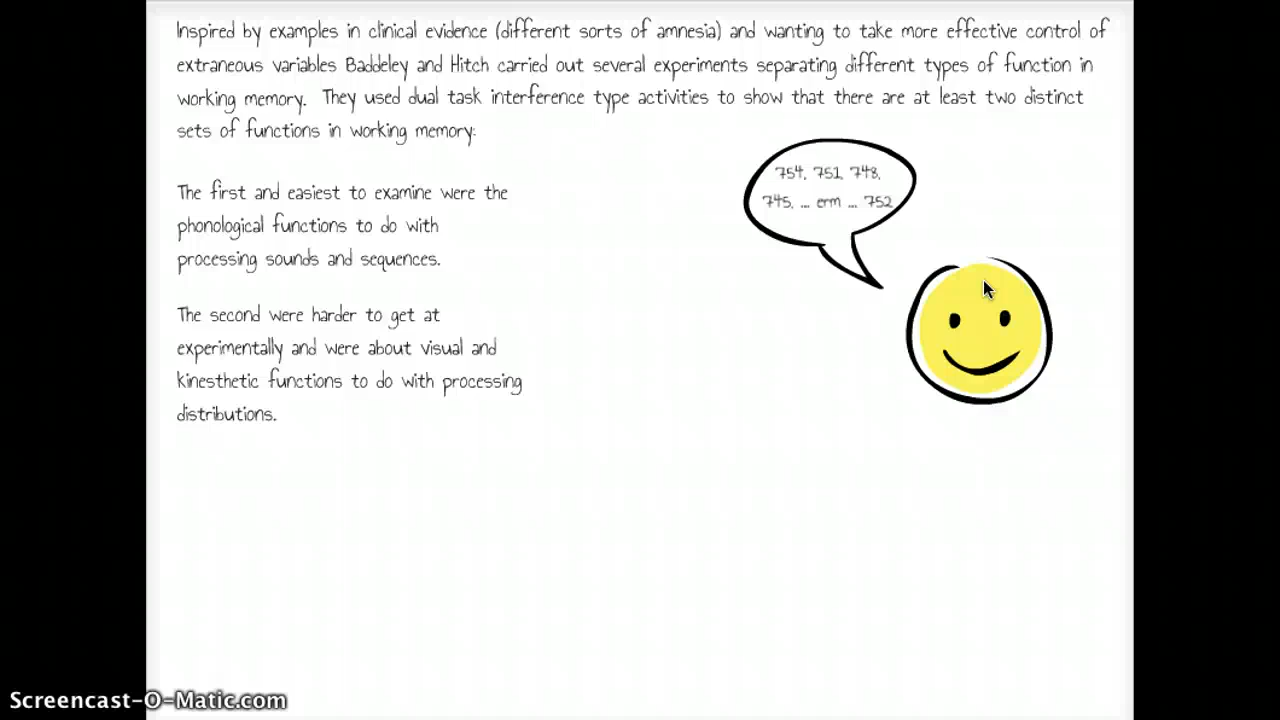 Inspired by examples in clinical evidence (different sorts of amnesia) and wanting to take more effective control of
extraneous variables Baddeley and Hitch carried out several experiments separating different types of function in
working memory. They used dual task interference type activities to show that there are at least two distinct
sets of functions in working memory:
754, 751, 748,
745, ... erm ... 752
The first and easiest to examine were the
phonological functions to do with
processing sounds and sequences.
The second were harder to get at
experimentally and were about visual and
kinesthetic functions to do with processing
distributions.
Screencast-O-Matic.com